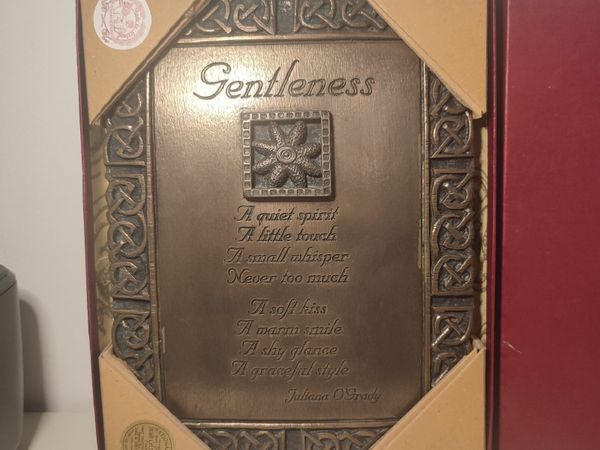 Gentleness
A quiet spirit
A little touch
A small whisper
Never too much
A soft kiss
A warm smile
A shy glance
A graceful style
Juliana O'Grady